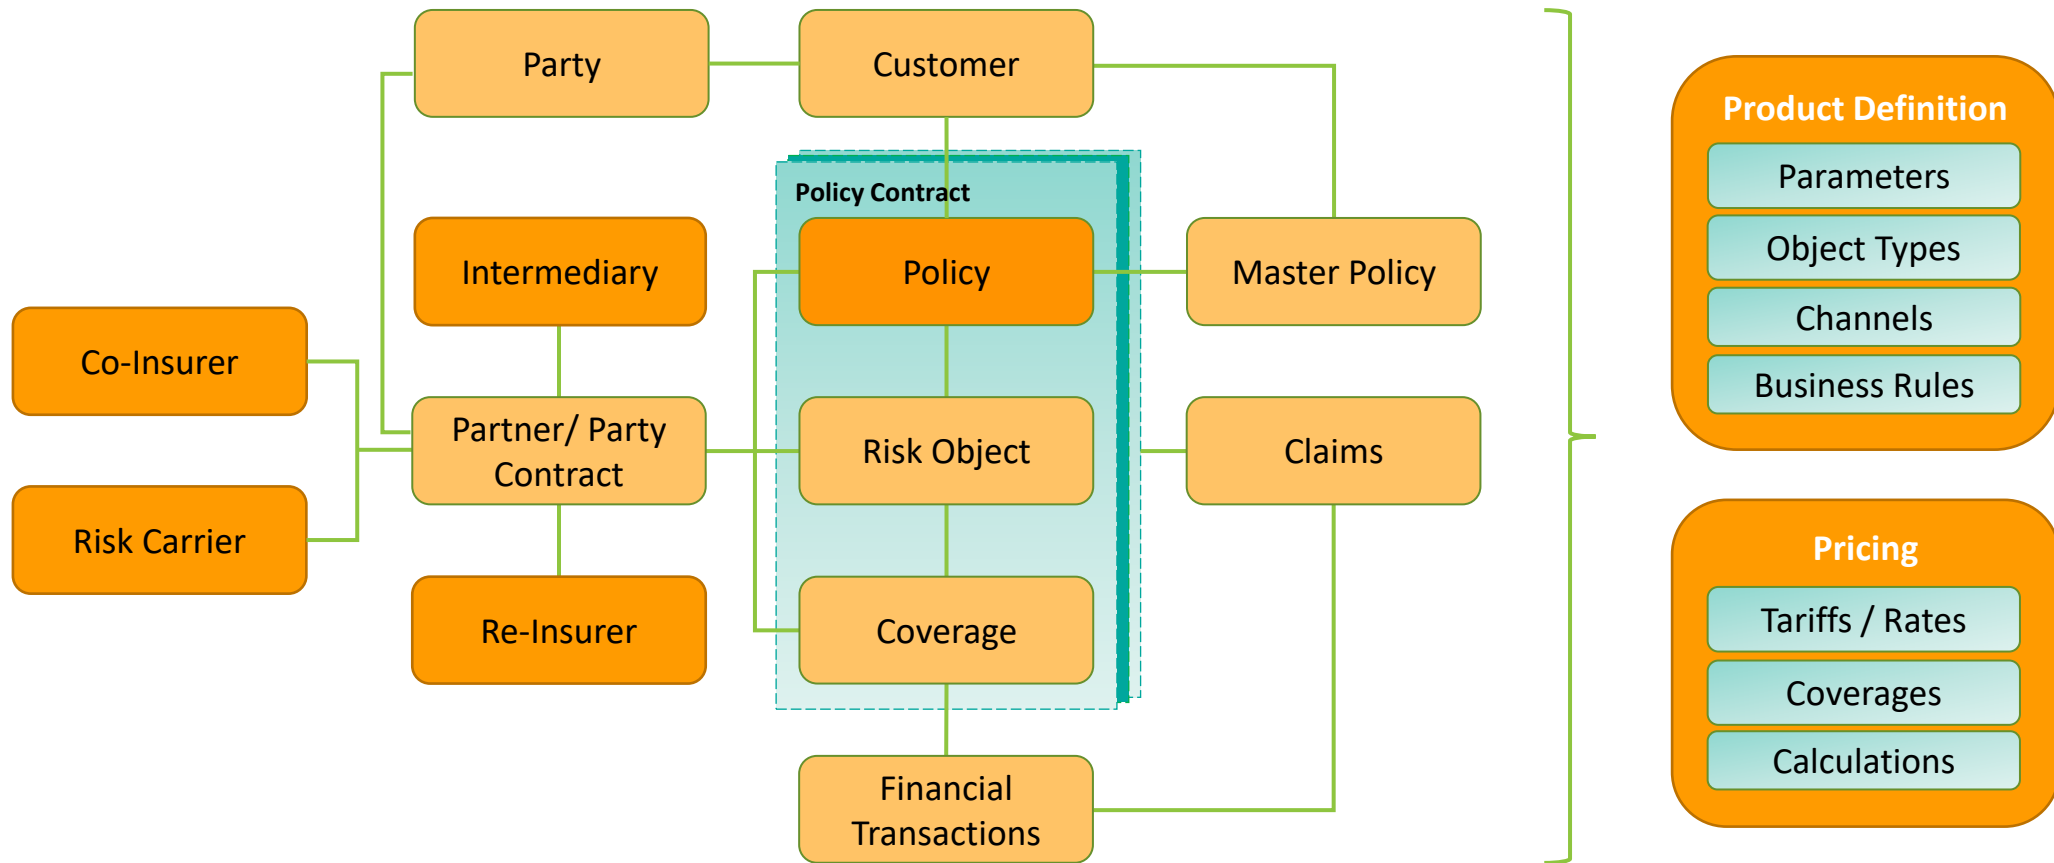 Party
Customer
Policy Contract
Intermediary
Policy
Master Policy
Co-Insurer
Partner/ Party
Contract
Risk Object
Claims
Risk Carrier
Re-Insurer
Coverage
Financial
Transactions
Product Definition
Parameters
Object Types
Channels
Business Rules
Pricing
Tariffs / Rates
Coverages
Calculations